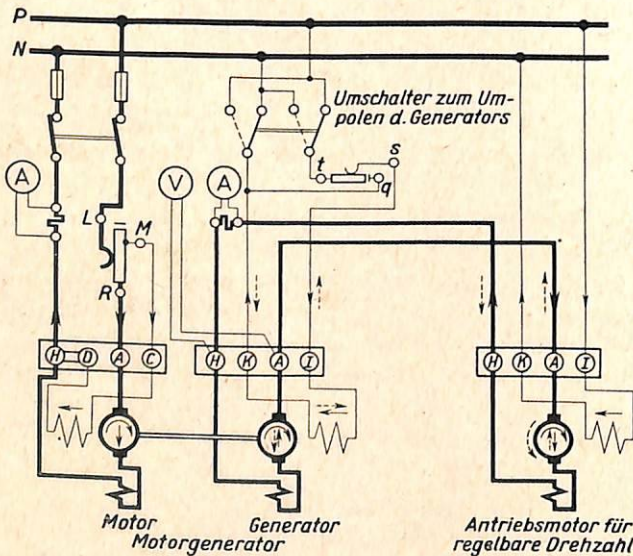 P
N
Umschalter zum Um-
polen d. Generators
t
s
q
A
V
A
L
M
R
H D A C
H K A I
H K A I
Motor
Generator
Motorgenerator
Antriebsmotor für
regelbare Drehzahl